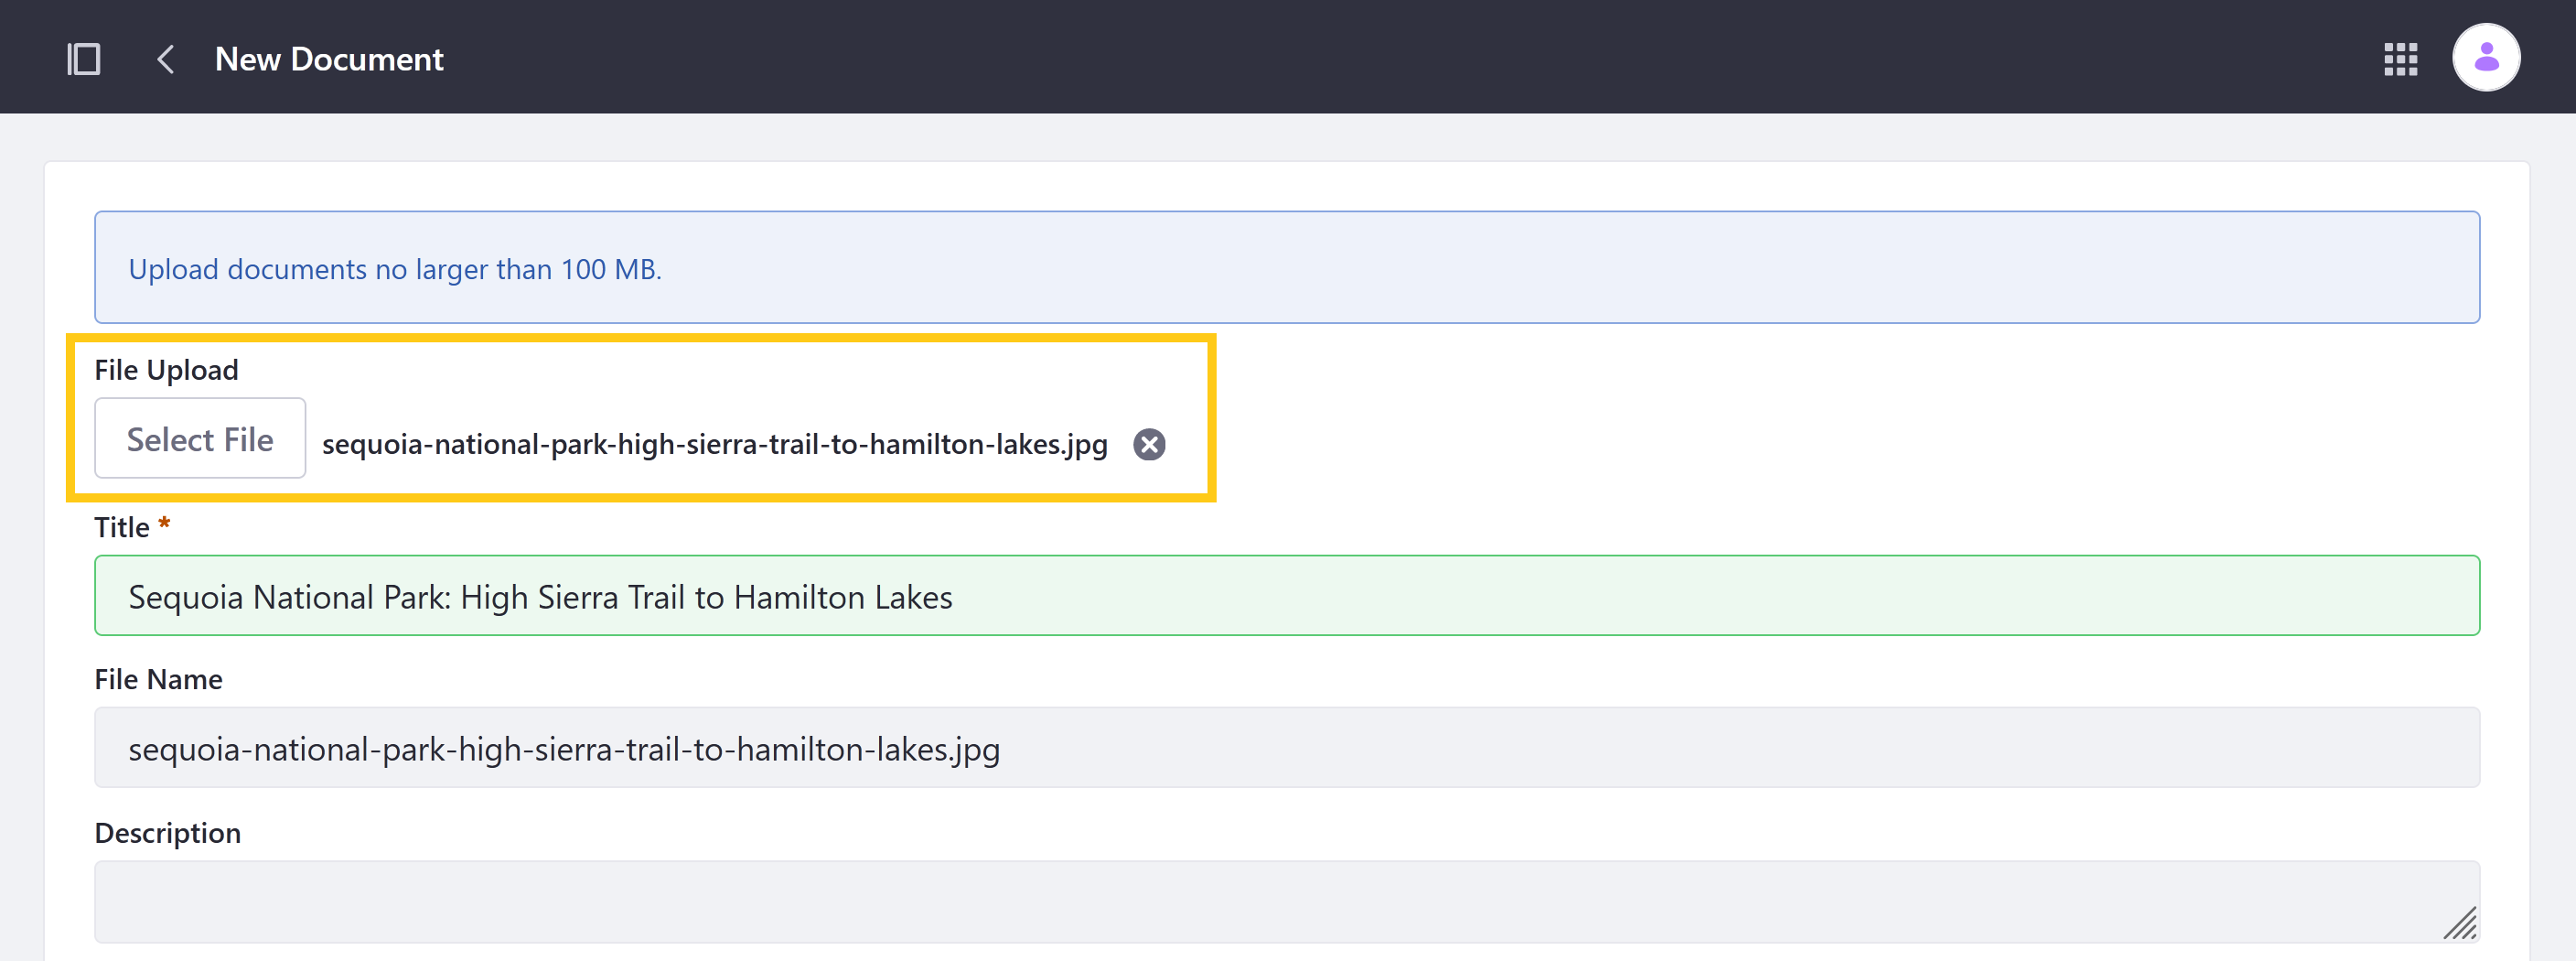 New Document
Upload documents no larger than 100 MB.
File Upload
Select File sequoia-national-park-high-sierra-trail-to-hamilton-lakes.jpg
Title *
Sequoia National Park: High Sierra Trail to Hamilton Lakes
File Name
sequoia-national-park-high-sierra-trail-to-hamilton-lakes.jpg
Description